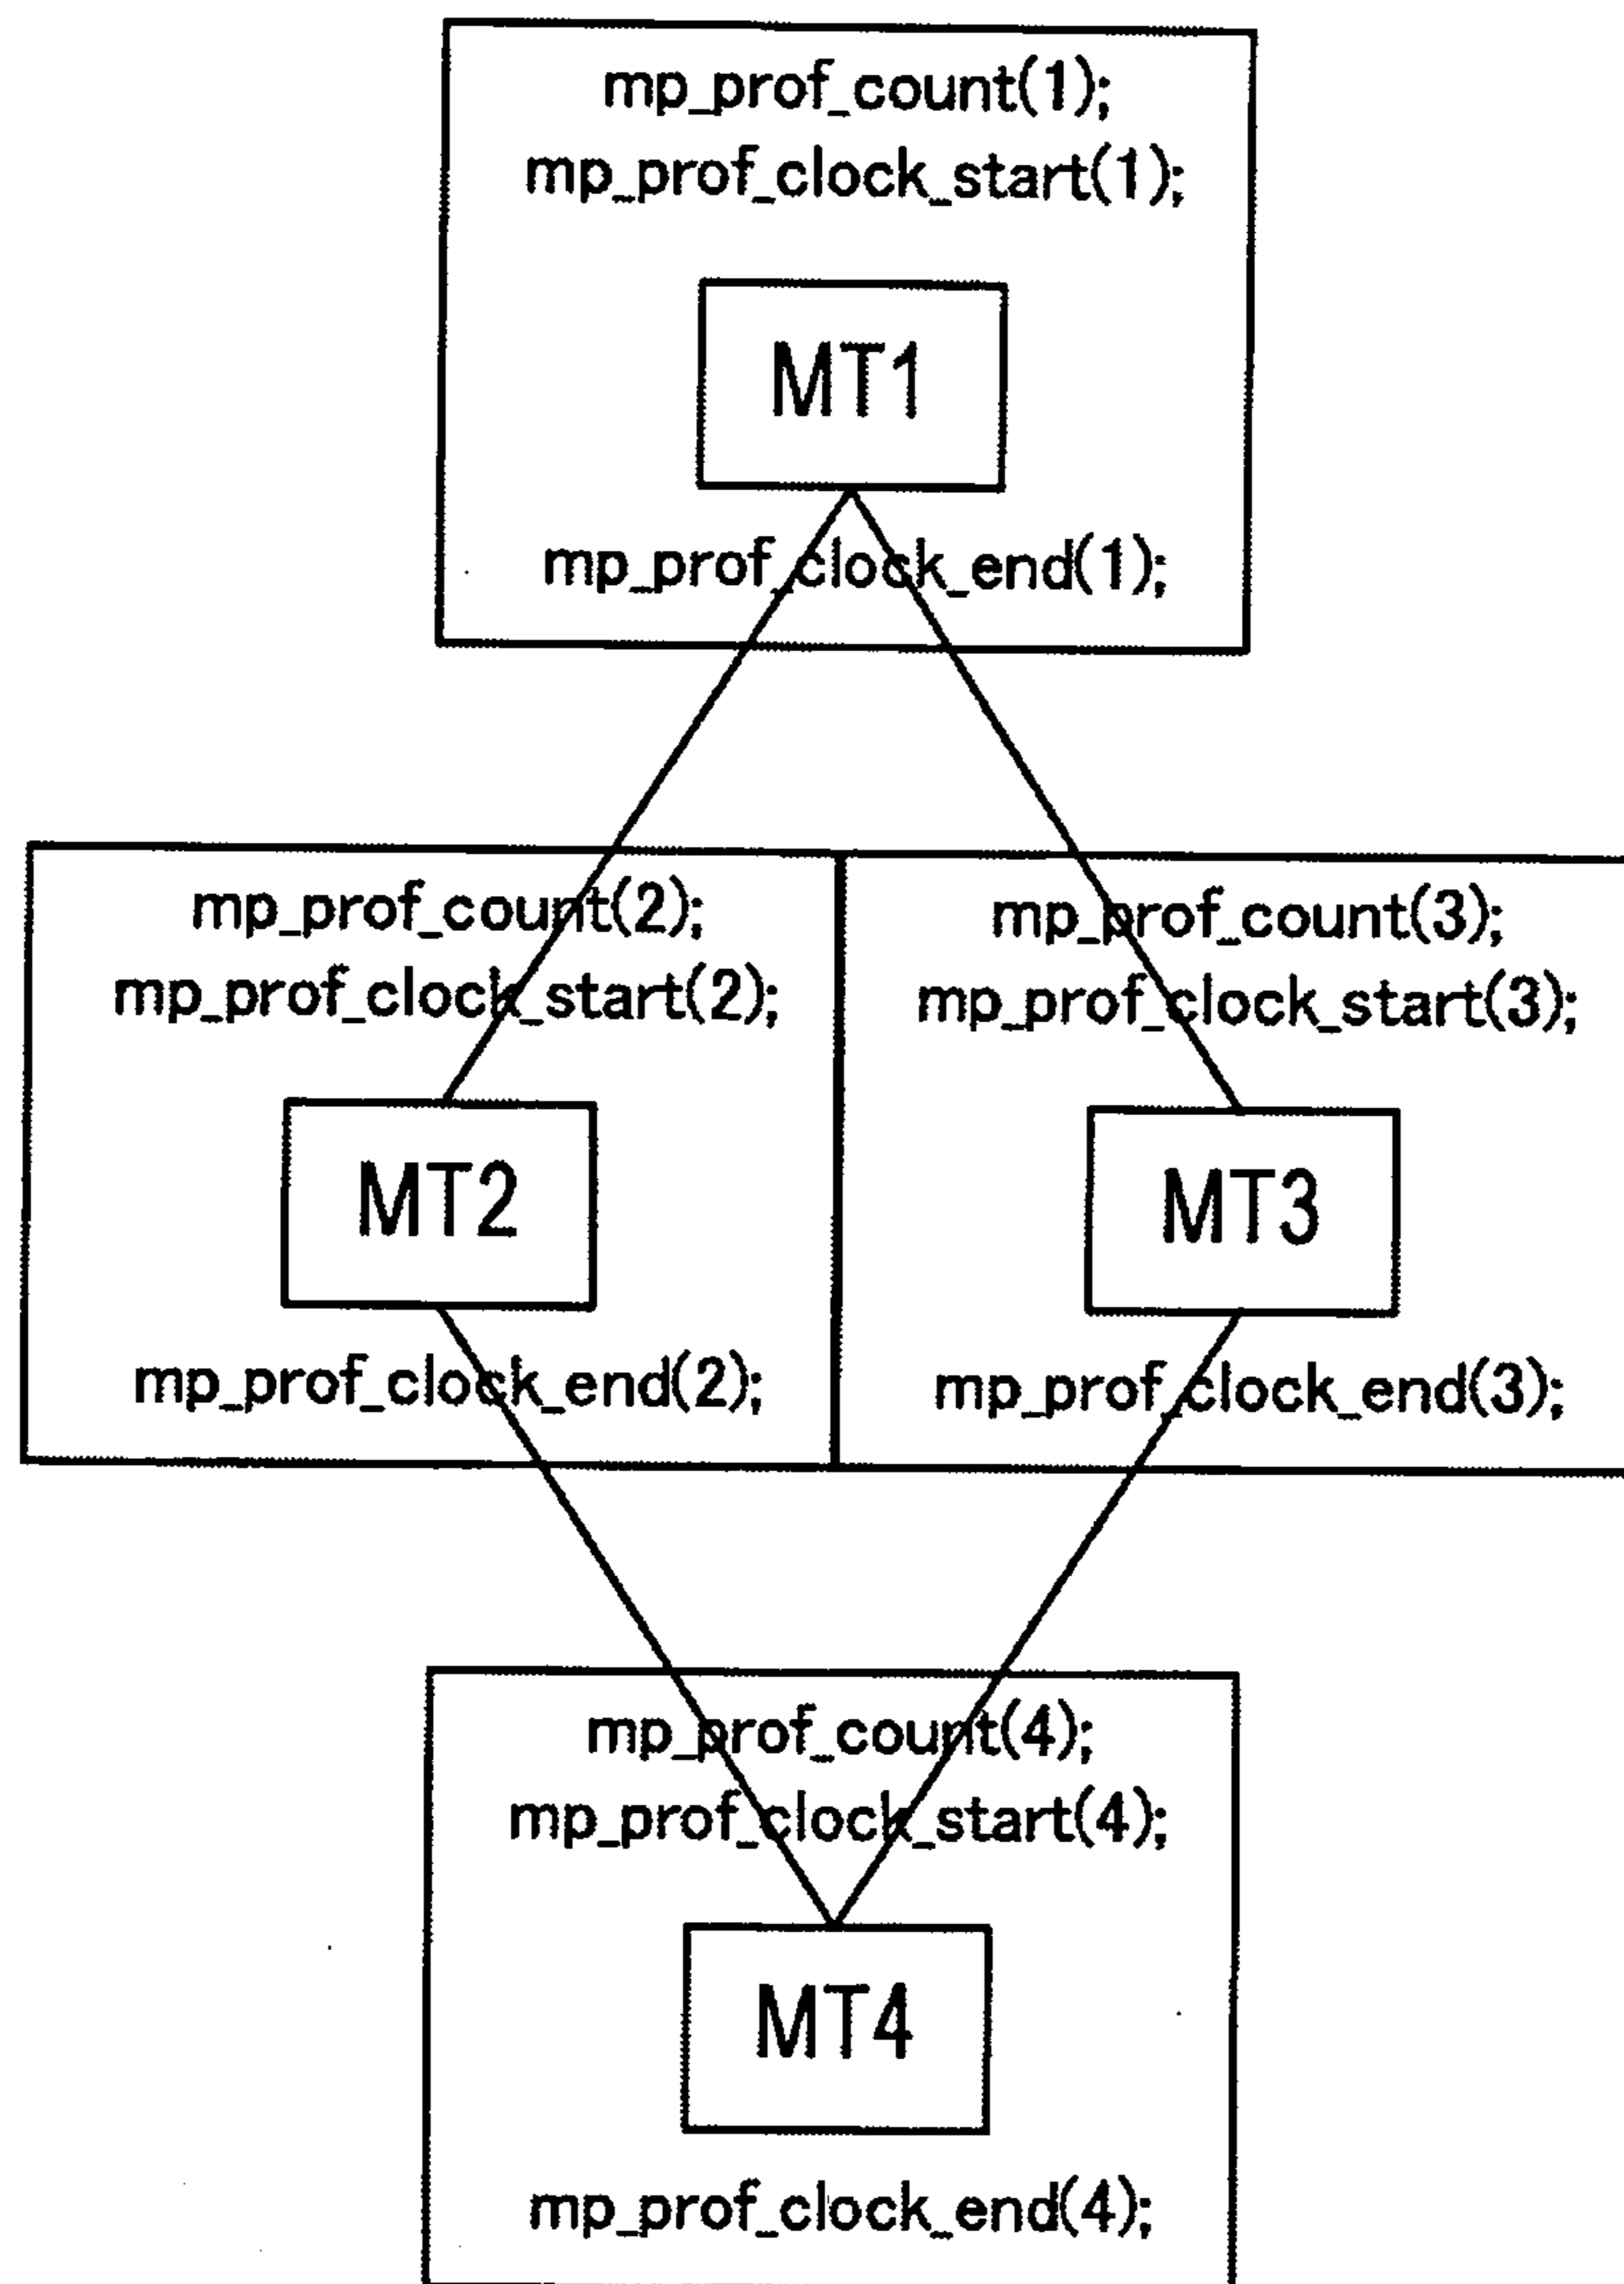 mp_prof_count(1);
mp_prof_clock_start(1);
MT1
mp_prof_clock_end(1);
mp_prof_count(2);
mp_prof_clock_start(2);
MT2
mp_prof_clock_end(2);
mp_prof_count(3);
mp_prof_clock_start(3);
MT3
mp_prof_clock_end(3);
mp_prof_count(4);
mp_prof_clock_start(4);
MT4
mp_prof_clock_end(4);